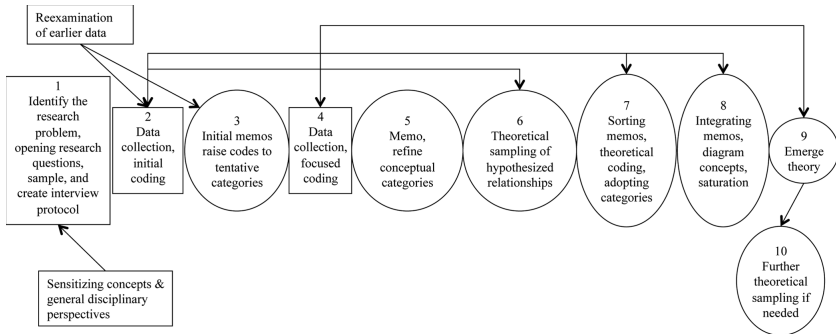 Reexamination
of earlier data
1
Identify the
research
problem,
opening research
questions,
sample, and
create interview
protocol
2
Data
collection,
initial
coding
3
Initial memos
raise codes to
tentative
categories
4
Data
collection,
focused
coding
5
Memo,
refine
conceptual
categories
6
Theoretical
sampling of
hypothesized
relationships
7
Sorting
memos,
theoretical
coding,
adopting
categories
8
Integrating
memos,
diagram
concepts,
saturation
9
Emerge
theory
10
Further
theoretical
sampling if
needed
Sensitizing concepts &
general disciplinary
perspectives